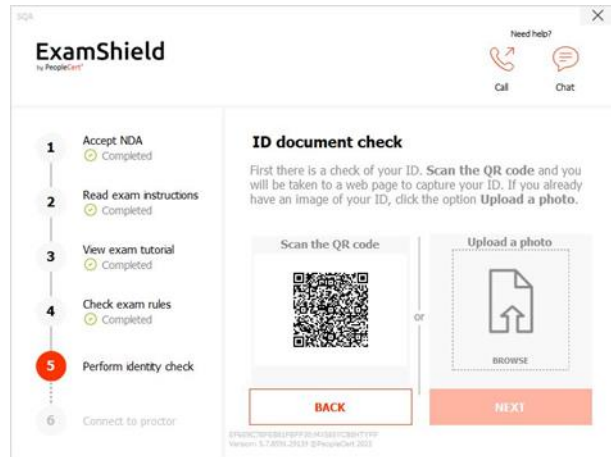 SQA
ExamShield
by PeopleCert
Need help?
Call
Chat
1
Accept NDA
Completed
2
Read exam instructions
Completed
3
View exam tutorial
Completed
4
Check exam rules
Completed
5
Perform identity check
6
Connect to proctor
ID document check
First there is a check of your ID. Scan the QR code and you
will be taken to a web page to capture your ID. If you already
have an image of your ID, click the option Upload a photo.
Scan the QR code
or
Upload a photo
BROWSE
BACK
NEXT
©PeopleCert 2023